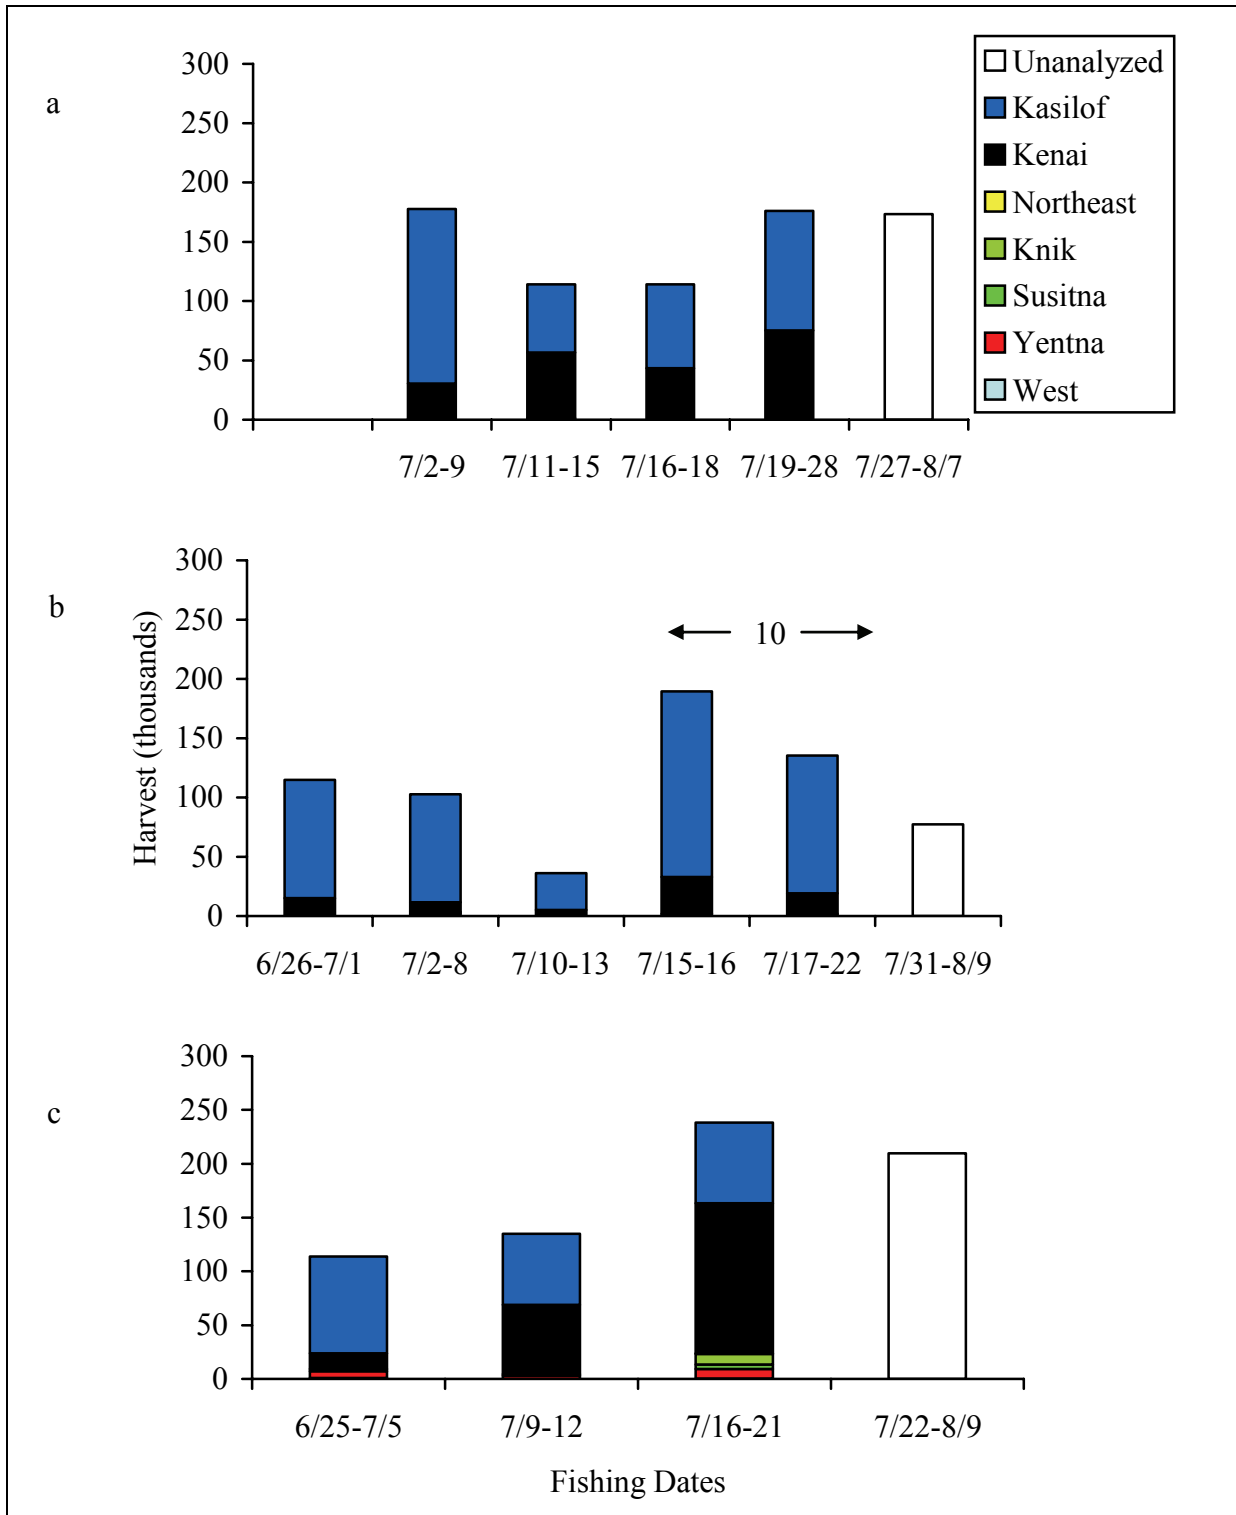 a
300
250
200
150
100
50
0
7/2-9 7/11-15 7/16-18 7/19-28 7/27-8/7
Unanalyzed
Kasilof
Kenai
Northeast
Knik
Susitna
Yentna
West
b
Harvest (thousands)
300
250
200
150
100
50
0
10
6/26-7/1 7/2-8 7/10-13 7/15-16 7/17-22 7/31-8/9
c
300
250
200
150
100
50
0
6/25-7/5 7/9-12 7/16-21 7/22-8/9
Fishing Dates